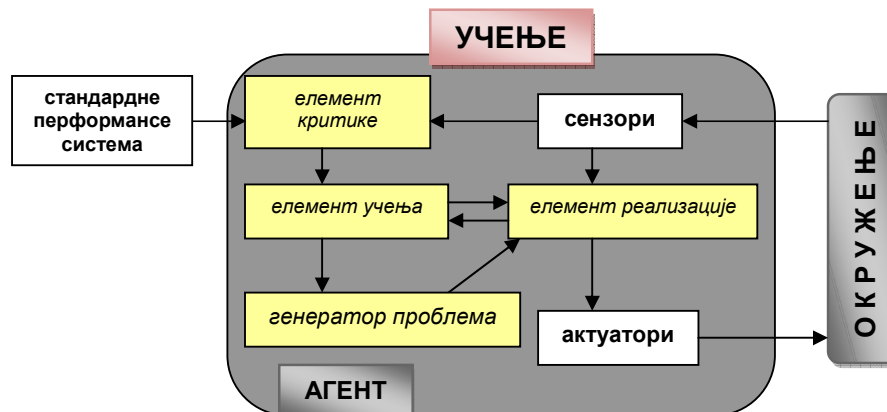 УЧЕЊЕ
стандардне
перформансе
система
елемент
критике
сензори
елемент учења
елемент реализације
генератор проблема
актуатори
АГЕНТ
ОКРУЖЕЊЕ